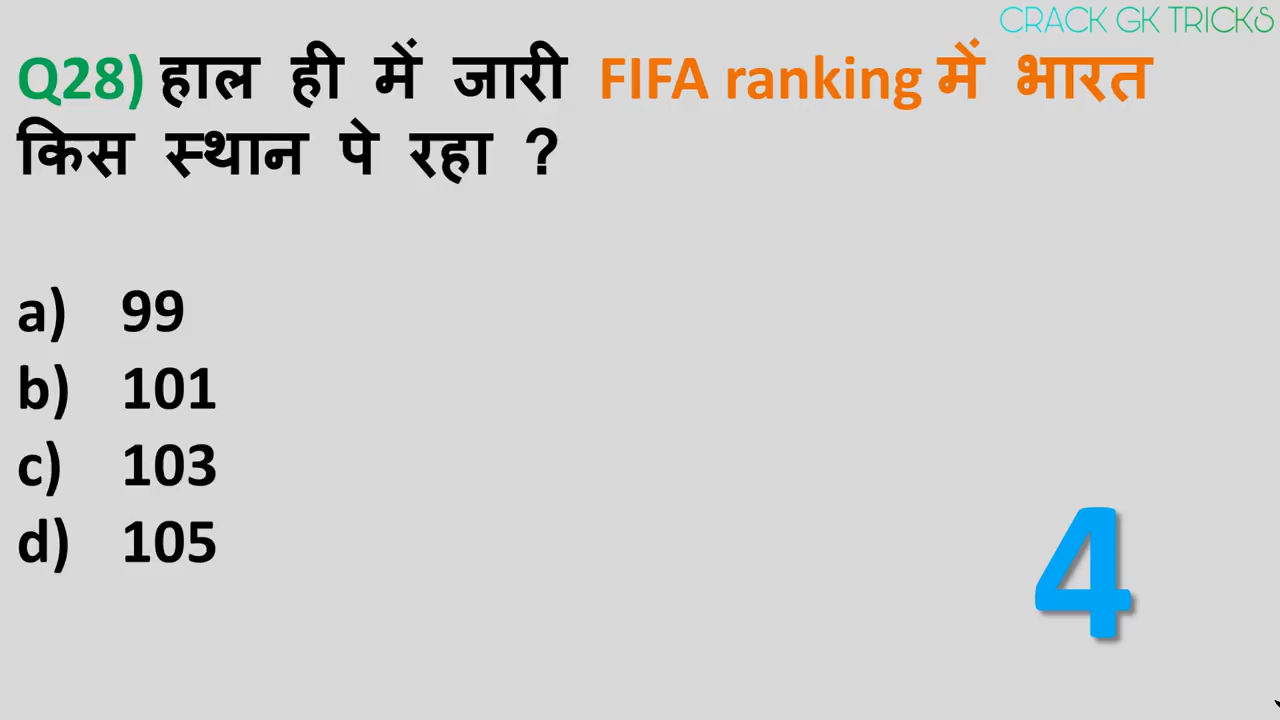 CRACK GK TRICKS
Q28) हाल ही में जारी FIFA ranking में भारत
किस स्थान पे रहा ?
a) 99
b) 101
c) 103
d) 105
4